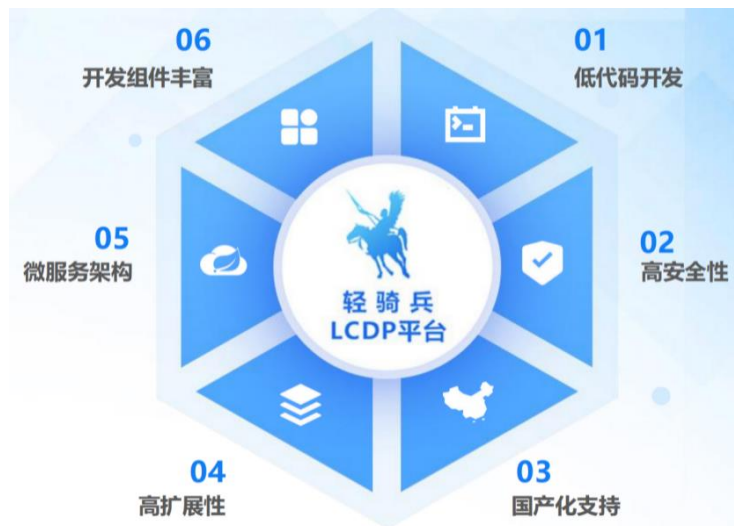 06
开发组件丰富
01
低代码开发
05
微服务架构
轻骑兵
LCDP平台
02
高安全性
04
高扩展性
03
国产化支持